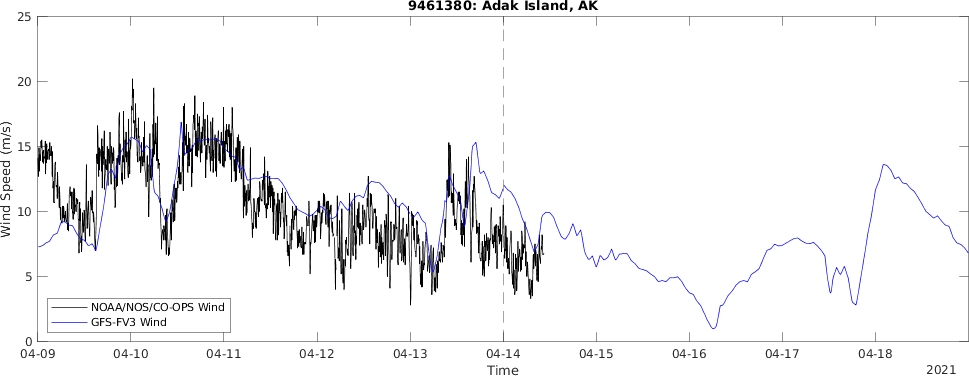 9461380: Adak Island, AK
25
20
15
10
5
0
Wind Speed (m/s)
NOAA/NOS/CO-OPS Wind
GFS-FV3 Wind
04-09 04-10 04-11 04-12 04-13 04-14 04-15 04-16 04-17 04-18
Time
2021